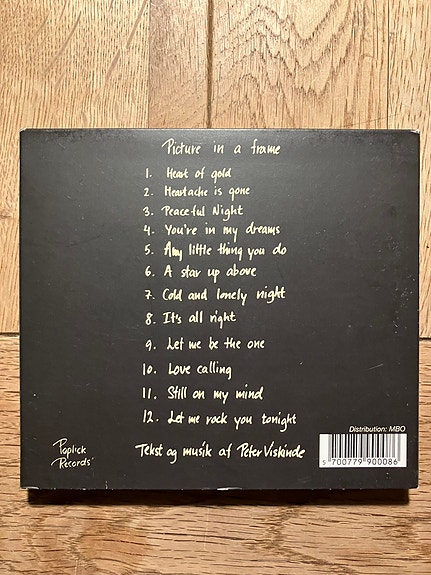 Picture in a frame
1. Heart of gold
2. Heartache is gone
3. Peaceful Night
4. You're in my dreams
5. Any little thing you do
6. A star up above
7. Cold and lonely night
8. It's all right
9. Let me be the one
10. Love calling
11. Still on my mind
12. Let me rock you tonight
Distribution: MBO
Poplick
Records
Tekst og musik af Peter Viskinde
5 700779 900086